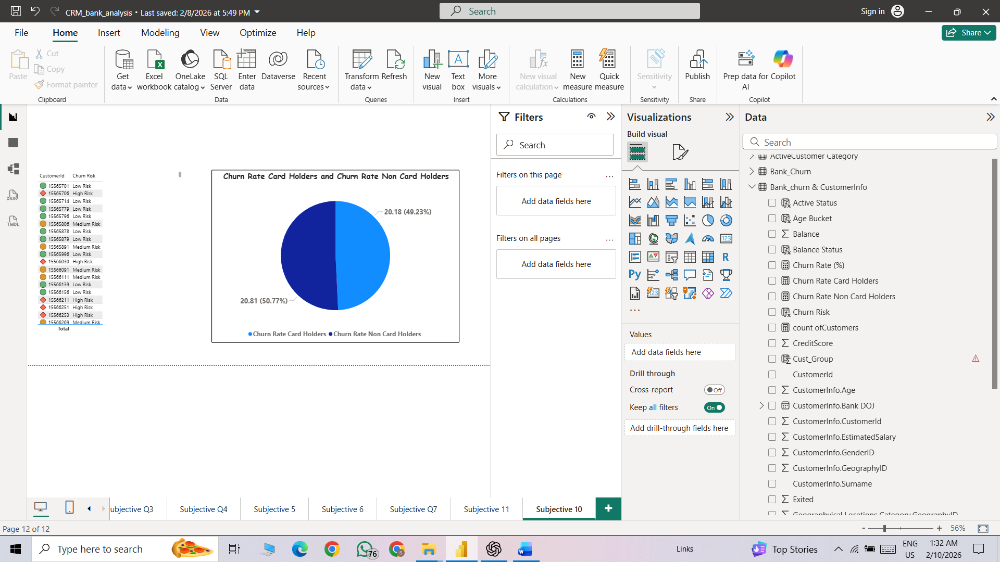 CRM_bank_analysis • Last saved: 2/8/2026 at 5:49 PM
Search
Sign in
File
Home
Insert
Modeling
View
Optimize
Help
Share
Paste
Cut
Copy
Format painter
Clipboard
Get data
Excel workbook
OneLake catalog
SQL Server
Enter data
Dataverse
Recent sources
Data
Transform data
Refresh
Queries
New visual
Text box
More visuals
Insert
New visual calculation
New measure
Quick measure
Calculations
Sensitivity
Sensitivity
Publish
Share
Prep data for AI
Copilot
Copilot
DAX
TMDL
CustomerId Churn Risk
15565701 Low Risk
15565706 High Risk
15565714 Low Risk
15565779 Low Risk
15565796 Low Risk
15565806 Medium Risk
15565878 Low Risk
15565879 Low Risk
15565891 Medium Risk
15565996 Low Risk
15566030 High Risk
15566091 Medium Risk
15566111 Medium Risk
15566139 Low Risk
15566156 Low Risk
15566211 High Risk
15566251 High Risk
15566253 High Risk
15566269 Medium Risk
Total
Churn Rate Card Holders and Churn Rate Non Card Holders
20.18 (49.23%)
20.81 (50.77%)
Churn Rate Card Holders Churn Rate Non Card Holders
Filters
Search
Filters on this page
Add data fields here
Filters on all pages
Add data fields here
Visualizations
Build visual
123
R
Py
123
Values
Add data fields here
Drill through
Cross-report
Off
Keep all filters
On
Add drill-through fields here
Data
Search
ActiveCustomer Category
Bank_Churn
Bank_churn & CustomerInfo
Active Status
Age Bucket
Balance
Balance Status
Churn Rate (%)
Churn Rate Card Holders
Churn Rate Non Card Holders
Churn Risk
count ofCustomers
CreditScore
Cust_Group
CustomerId
CustomerInfo.Age
CustomerInfo.Bank DOJ
CustomerInfo.CustomerId
CustomerInfo.EstimatedSalary
CustomerInfo.GenderID
CustomerInfo.GeographyID
CustomerInfo.Surname
Exited
ubjective Q3
Subjective Q4
Subjective 5
Subjective 6
Subjective Q7
Subjective 11
Subjective 10
+
Page 12 of 12
- + 56%
Type here to search
76
Links
Top Stories
ENG
US
1:32 AM
2/10/2026